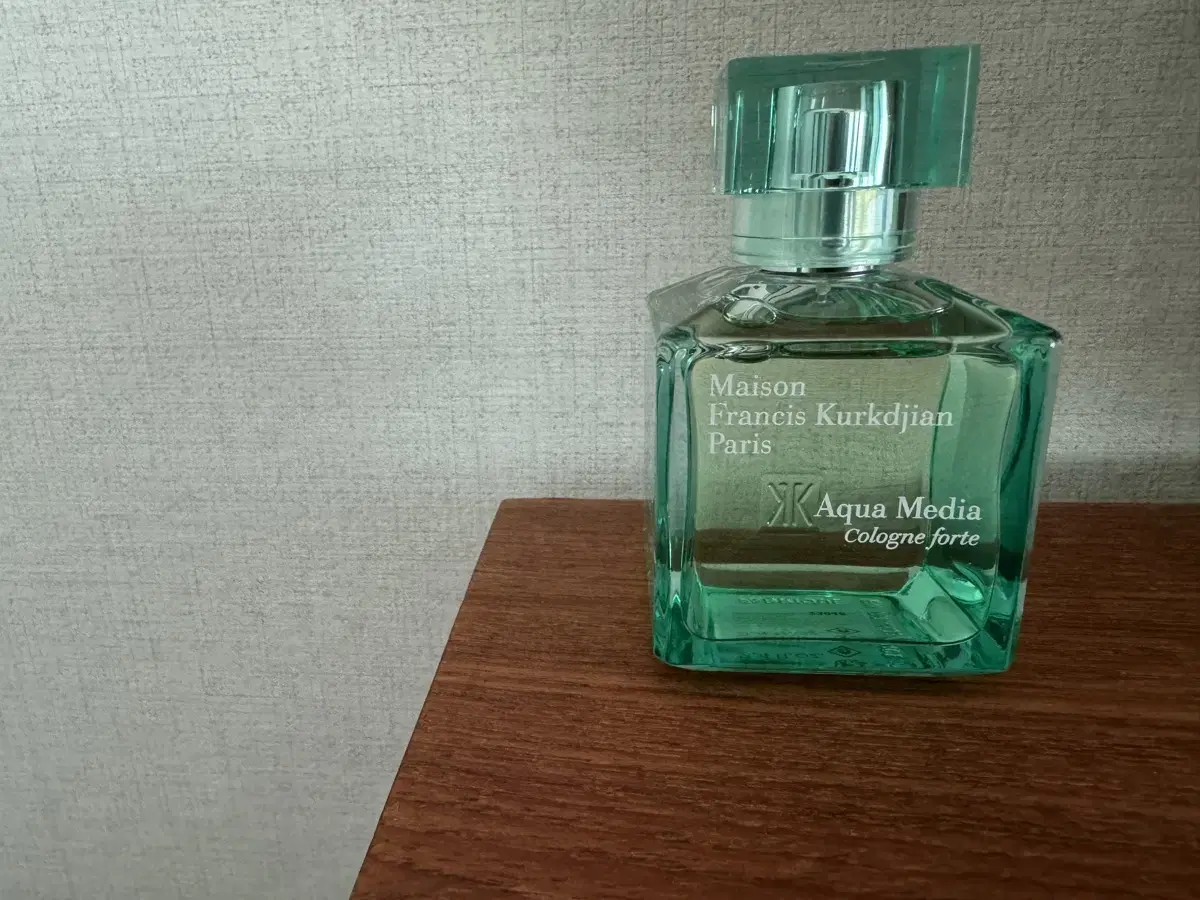 Maison
Francis Kurkdjian
Paris
Aqua Media
Cologne forte